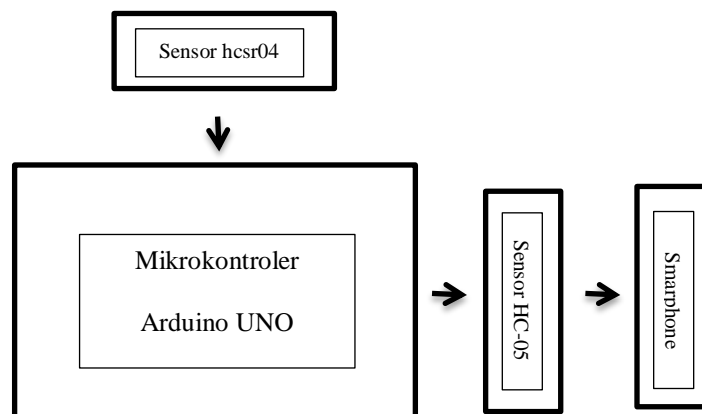 Sensor hcsr04
Mikrokontroler
Arduino UNO
Sensor HC-05
Smarphone